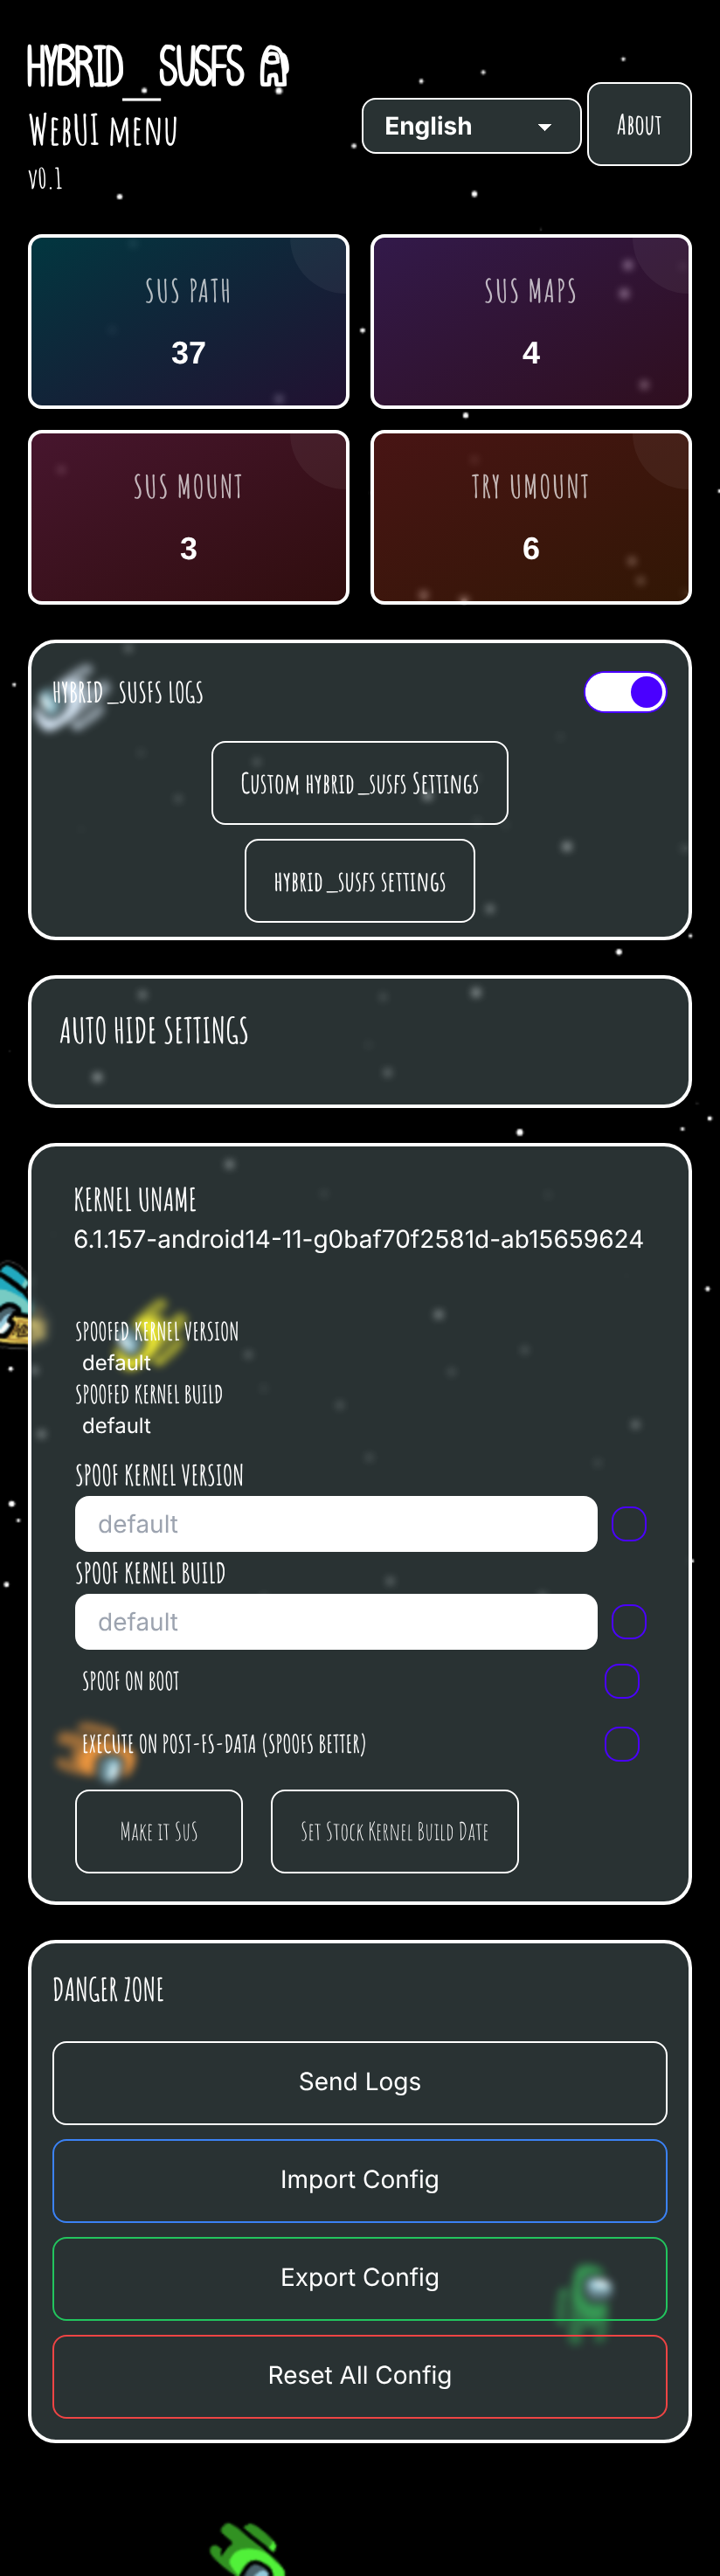 HYBRID_SUSFS
WebUI menu
v0.1
English
About
SUS PATH
37
SUS MAPS
4
SUS MOUNT
3
TRY UMOUNT
6
HYBRID_SUSFS LOGS
Custom hybrid_susfs Settings
hybrid_susfs settings
AUTO HIDE SETTINGS
KERNEL UNAME
6.1.157-android14-11-g0baf70f2581d-ab15659624
SPOOFED KERNEL VERSION
default
SPOOFED KERNEL BUILD
default
SPOOF KERNEL VERSION
default
SPOOF KERNEL BUILD
default
SPOOF ON BOOT
EXECUTE ON POST-FS-DATA (SPOOFS BETTER)
Make it SuS
Set Stock Kernel Build Date
DANGER ZONE
Send Logs
Import Config
Export Config
Reset All Config